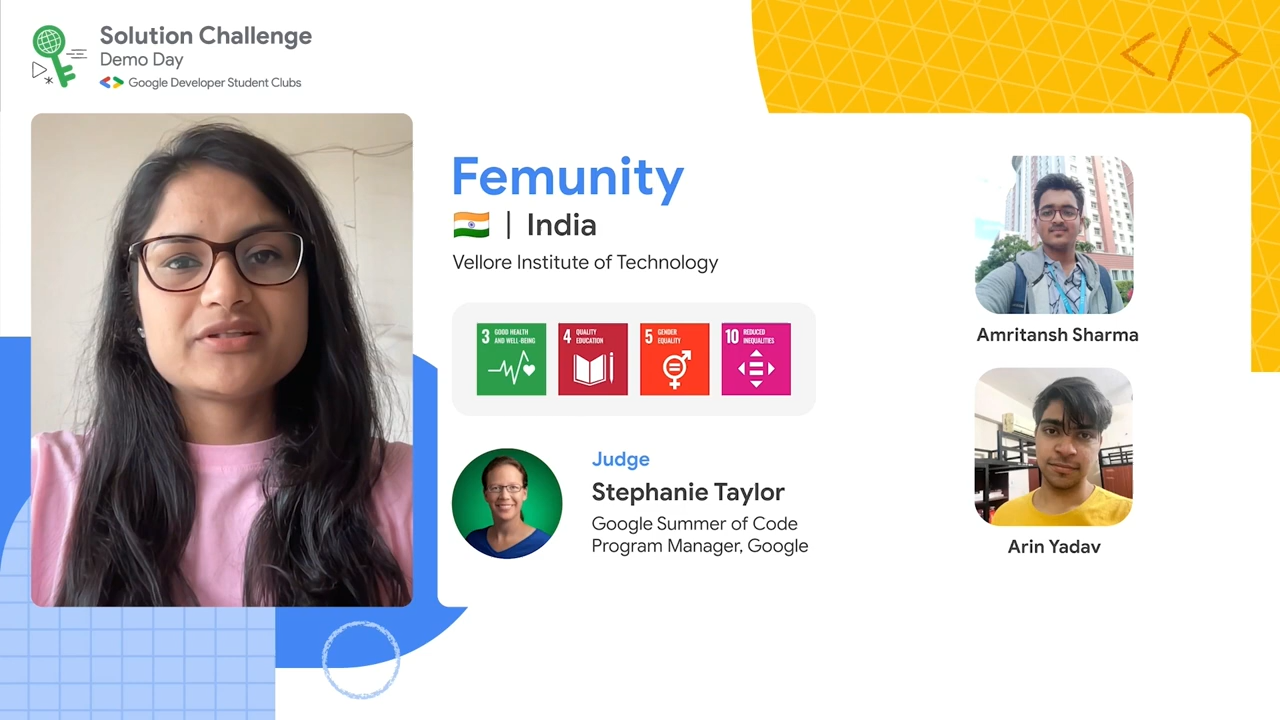 Solution Challenge
Demo Day
Google Developer Student Clubs
</>
Femunity
| India
Vellore Institute of Technology
3 GOOD HEALTH
AND WELL-BEING
4 QUALITY
EDUCATION
5 GENDER
EQUALITY
10 REDUCED
INEQUALITIES
Judge
Stephanie Taylor
Google Summer of Code
Program Manager, Google
Amritansh Sharma
Arin Yadav